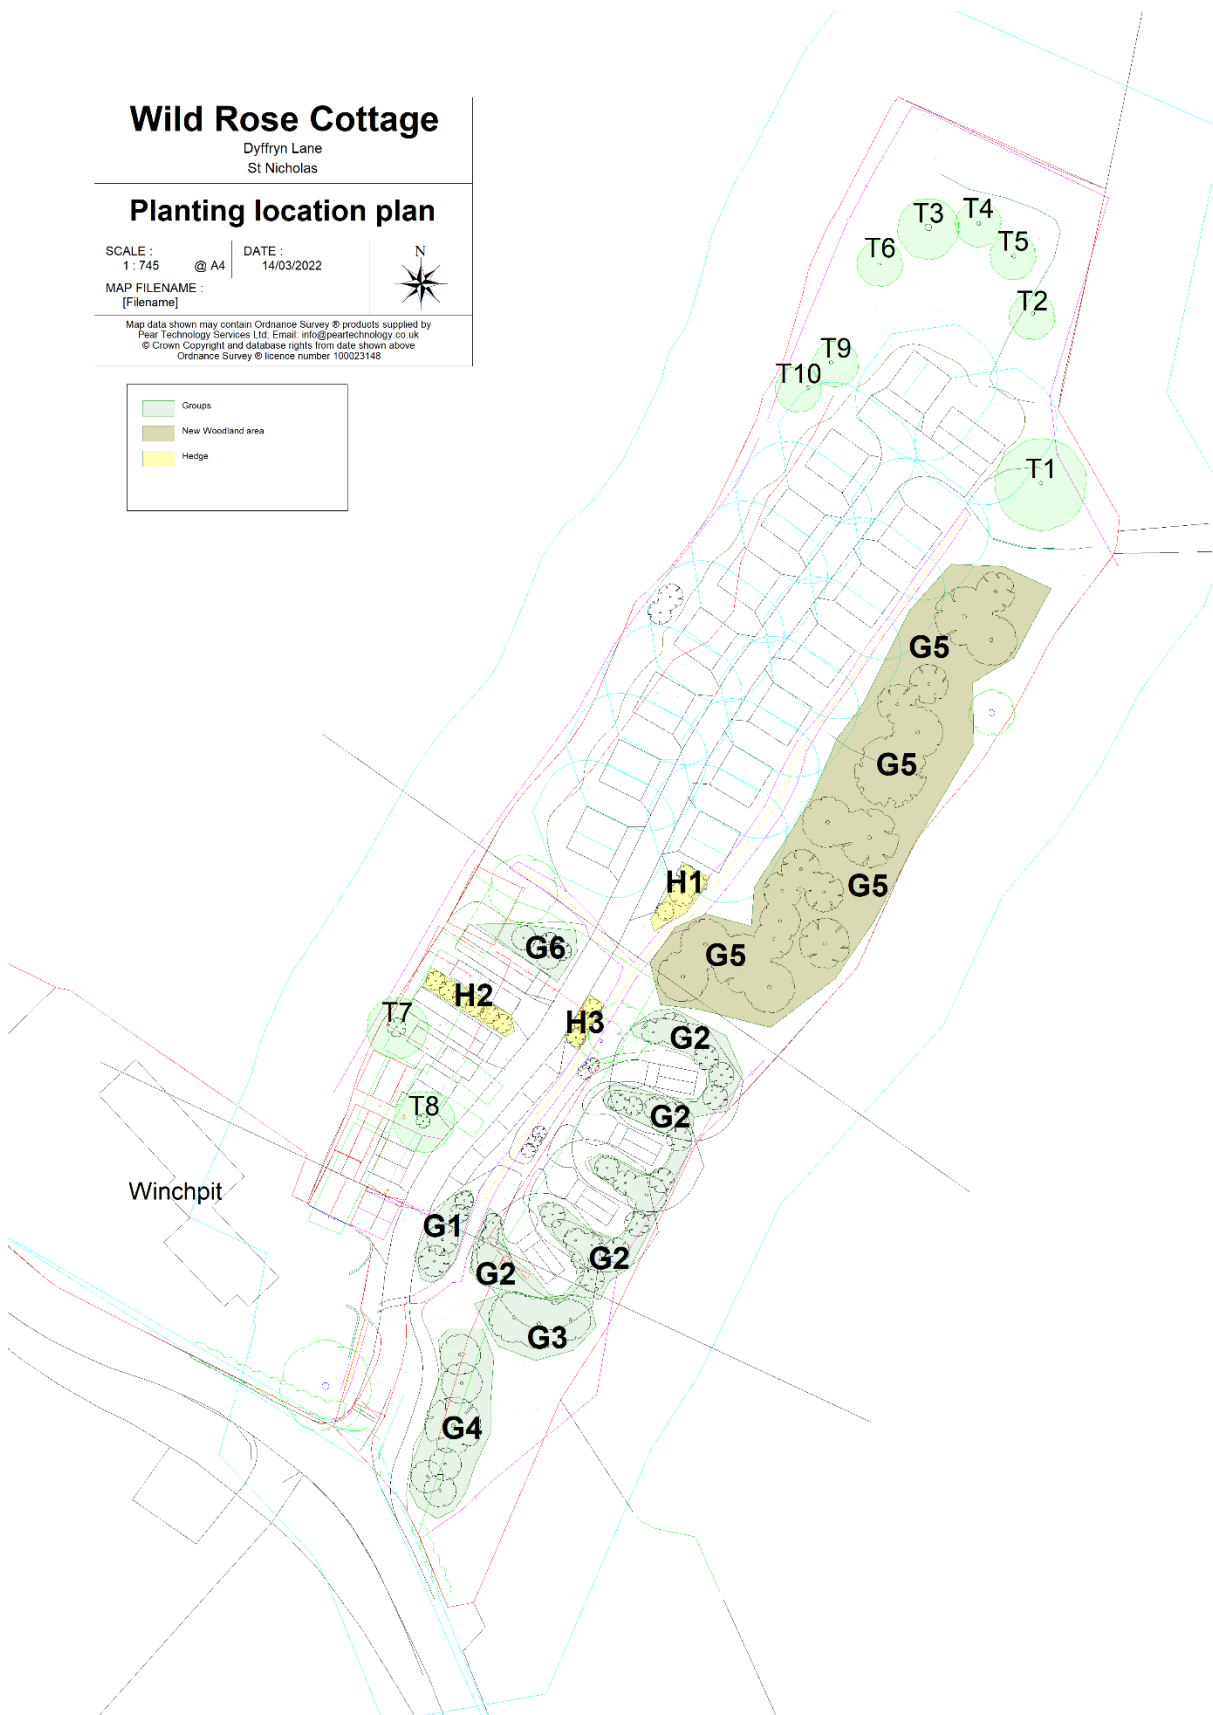 Wild Rose Cottage
Dyffryn Lane
St Nicholas
Planting location plan
SCALE :
1 : 745 @ A4
DATE :
14/03/2022
N
MAP FILENAME :
[Filename]
Map data shown may contain Ordnance Survey ® products supplied by
Pear Technology Services Ltd; Email: info@peartechnology.co.uk
© Crown Copyright and database rights from date shown above
Ordnance Survey ® licence number 100023148
Groups
New Woodland area
Hedge
T3
T4
T5
T6
T2
T9
T10
T1
G5
G5
G5
H1
G6
G5
H2
T7
H3
G2
T8
G2
Winchpit
G1
G2
G2
G3
G4